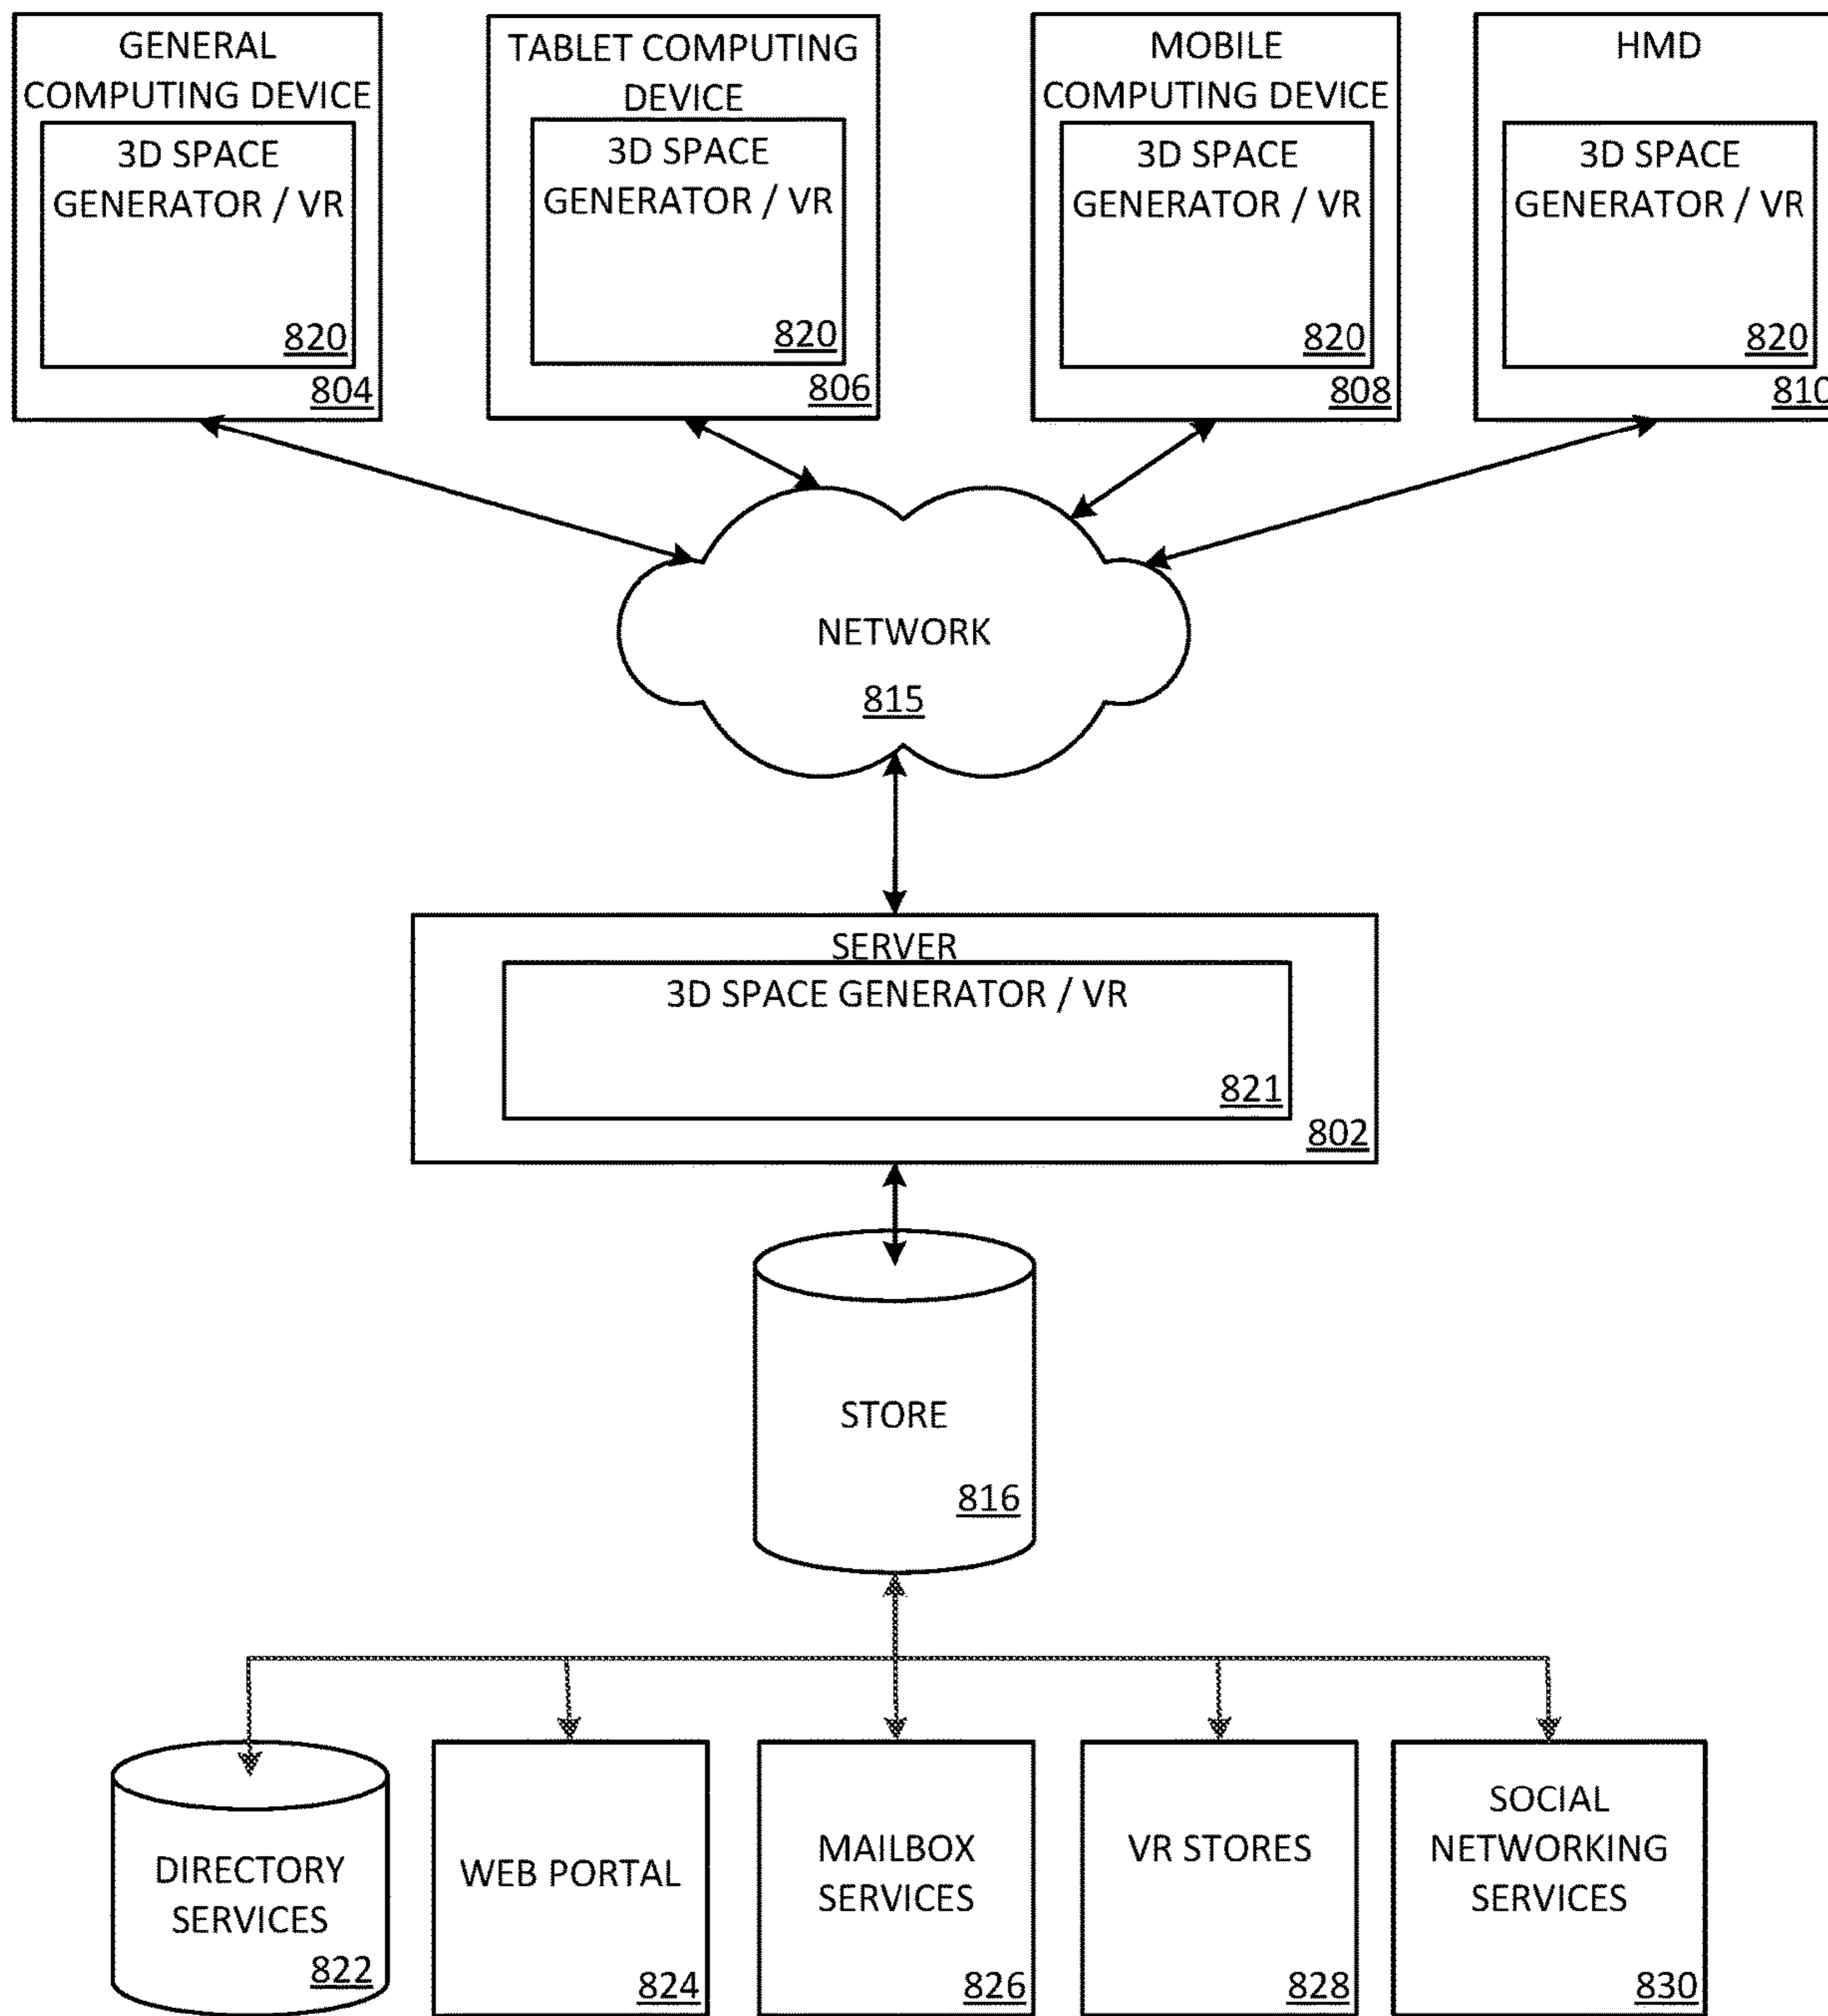 GENERAL
COMPUTING DEVICE
3D SPACE
GENERATOR / VR
820
804
TABLET COMPUTING
DEVICE
3D SPACE
GENERATOR / VR
820
806
MOBILE
COMPUTING DEVICE
3D SPACE
GENERATOR / VR
820
808
HMD
3D SPACE
GENERATOR / VR
820
810
NETWORK
815
SERVER
3D SPACE GENERATOR / VR
821
802
STORE
816
DIRECTORY
SERVICES
822
WEB PORTAL
824
MAILBOX
SERVICES
826
VR STORES
828
SOCIAL
NETWORKING
SERVICES
830